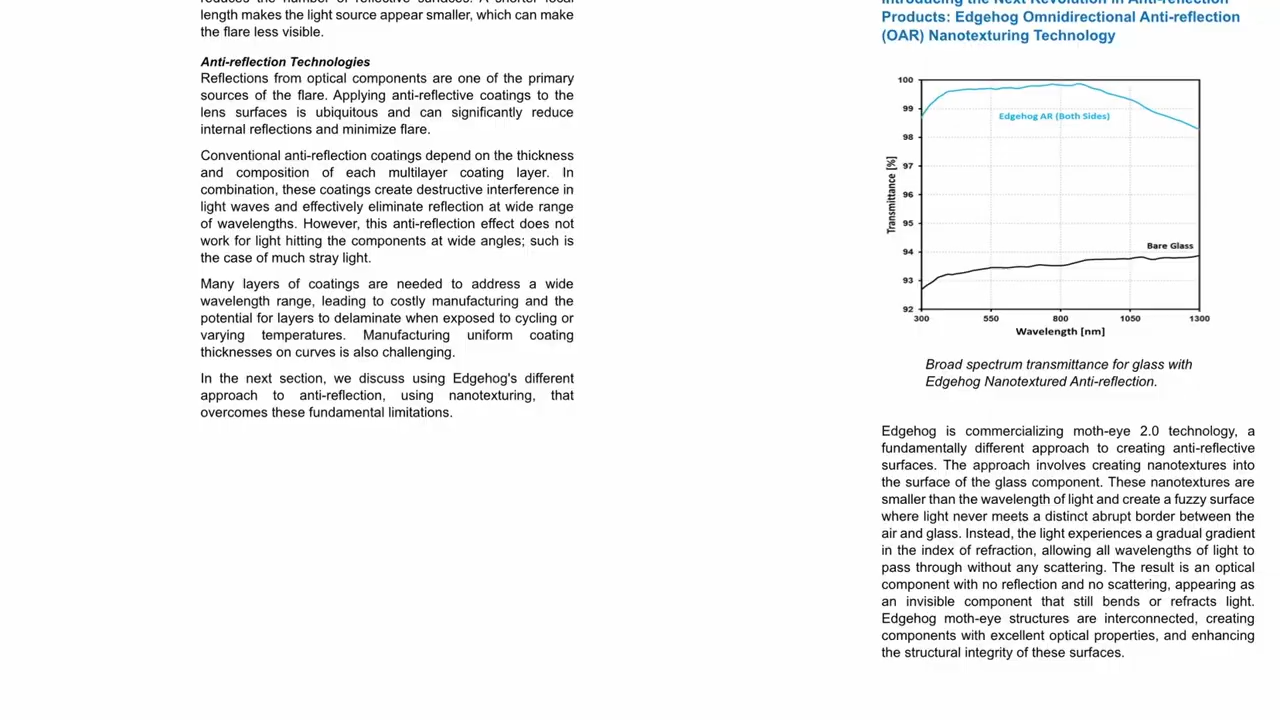 reduces the number of reflective surfaces. A shorter focal
length makes the light source appear smaller, which can make
the flare less visible.
Anti-reflection Technologies
Reflections from optical components are one of the primary
sources of the flare. Applying anti-reflective coatings to the
lens surfaces is ubiquitous and can significantly reduce
internal reflections and minimize flare.
Conventional anti-reflection coatings depend on the thickness
and composition of each multilayer coating layer. In
combination, these coatings create destructive interference in
light waves and effectively eliminate reflection at wide range
of wavelengths. However, this anti-reflection effect does not
work for light hitting the components at wide angles; such is
the case of much stray light.
Many layers of coatings are needed to address a wide
wavelength range, leading to costly manufacturing and the
potential for layers to delaminate when exposed to cycling or
varying temperatures. Manufacturing uniform coating
thicknesses on curves is also challenging.
In the next section, we discuss using Edgehog's different
approach to anti-reflection, using nanotexturing, that
overcomes these fundamental limitations.
Introducing the Next Revolution in Anti-reflection
Products: Edgehog Omnidirectional Anti-reflection
(OAR) Nanotexturing Technology
100
99
Edgehog AR (Both Sides)
98
97
96
95
94
Bare Glass
93
92
Transmittance [%]
300 550 800 1050 1300
Wavelength [nm]
Broad spectrum transmittance for glass with
Edgehog Nanotextured Anti-reflection.
Edgehog is commercializing moth-eye 2.0 technology, a
fundamentally different approach to creating anti-reflective
surfaces. The approach involves creating nanotextures into
the surface of the glass component. These nanotextures are
smaller than the wavelength of light and create a fuzzy surface
where light never meets a distinct abrupt border between the
air and glass. Instead, the light experiences a gradual gradient
in the index of refraction, allowing all wavelengths of light to
pass through without any scattering. The result is an optical
component with no reflection and no scattering, appearing as
an invisible component that still bends or refracts light.
Edgehog moth-eye structures are interconnected, creating
components with excellent optical properties, and enhancing
the structural integrity of these surfaces.